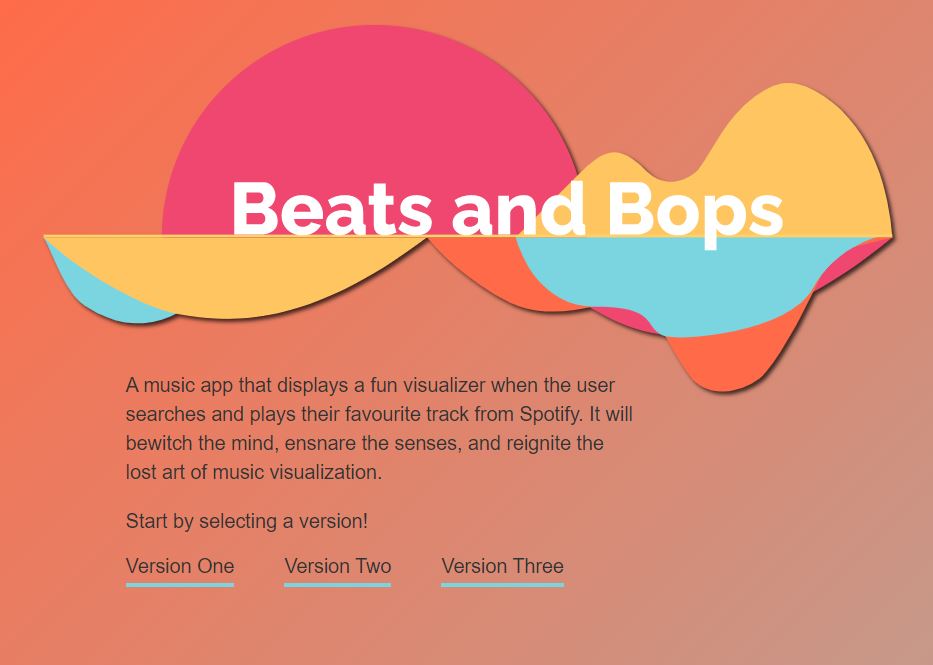 Beats and Bops
A music app that displays a fun visualizer when the user
searches and plays their favourite track from Spotify. It will
bewitch the mind, ensnare the senses, and reignite the
lost art of music visualization.
Start by selecting a version!
Version One Version Two Version Three